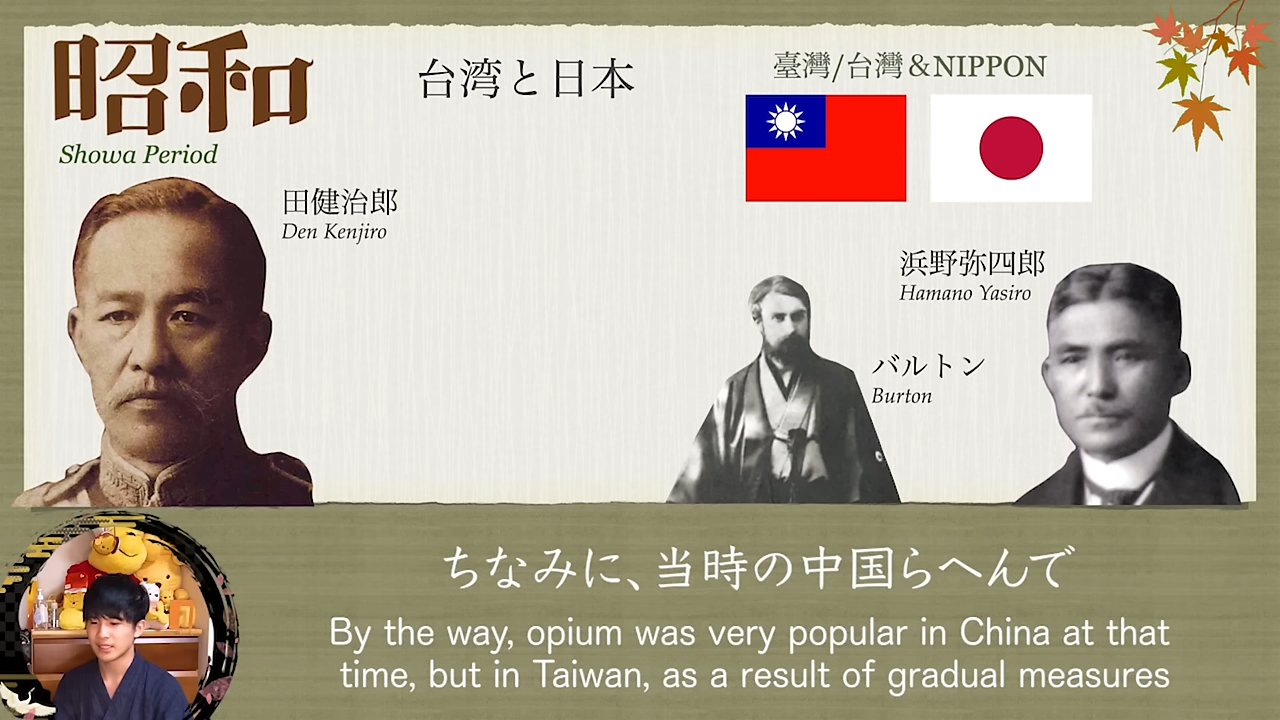 昭和
Showa Period
台湾と日本
臺灣/台灣&NIPPON
田健治郎
Den Kenjiro
浜野弥四郎
Hamano Yasiro
バルトン
Burton
ちなみに、当時の中国らへんで
By the way, opium was very popular in China at that
time, but in Taiwan, as a result of gradual measures